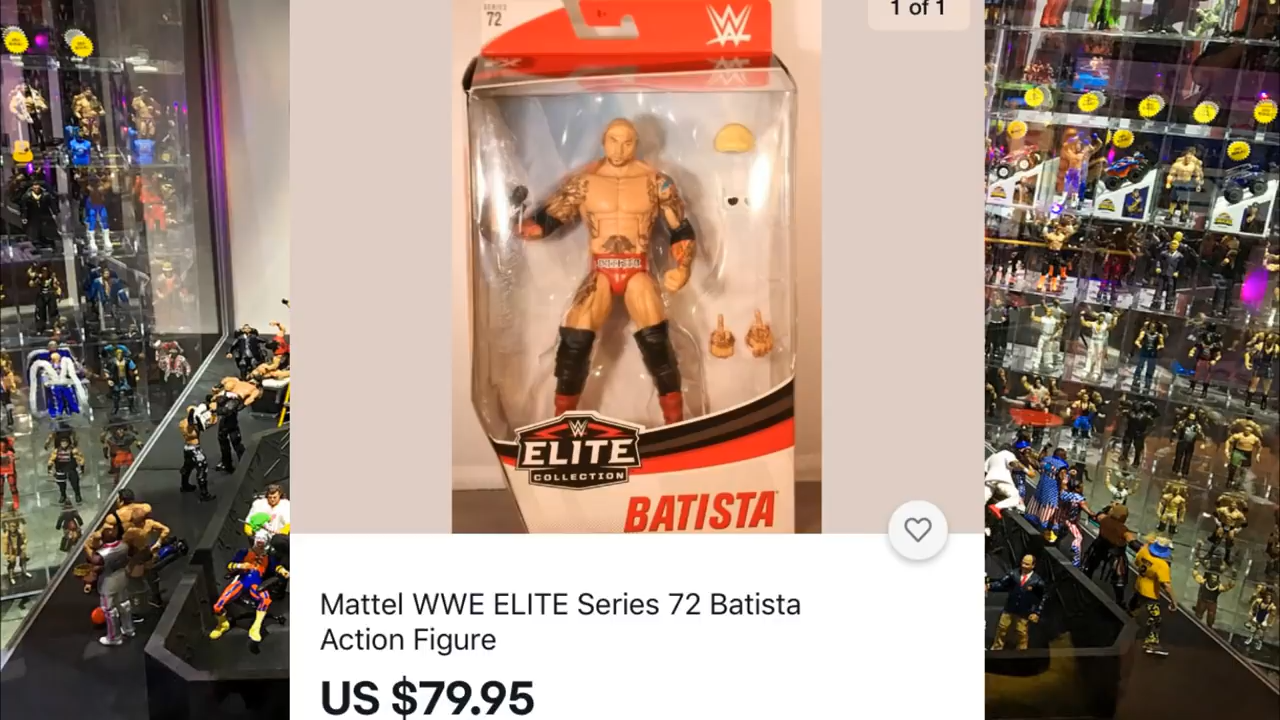 SERIES
72
W
1 of 1
W
ELITE
COLLECTION
BATISTA
Mattel WWE ELITE Series 72 Batista
Action Figure
US $79.95